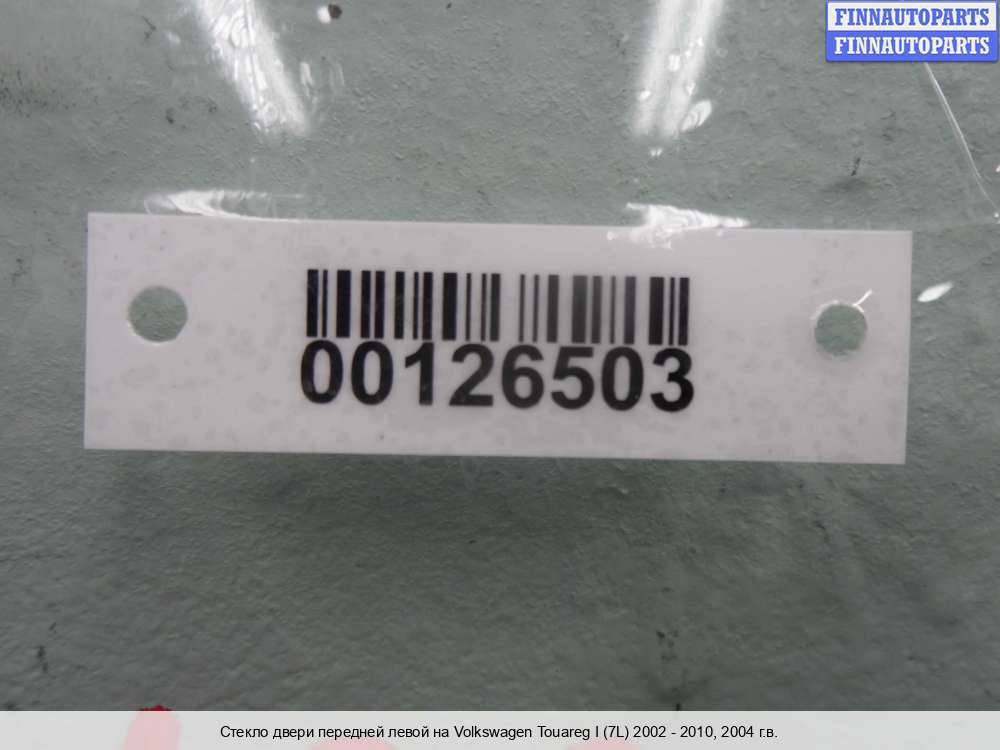 FINNAUTOPARTS
FINNAUTOPARTS
00126503
Стекло двери передней левой на Volkswagen Touareg I (7L) 2002 - 2010, 2004 г.в.